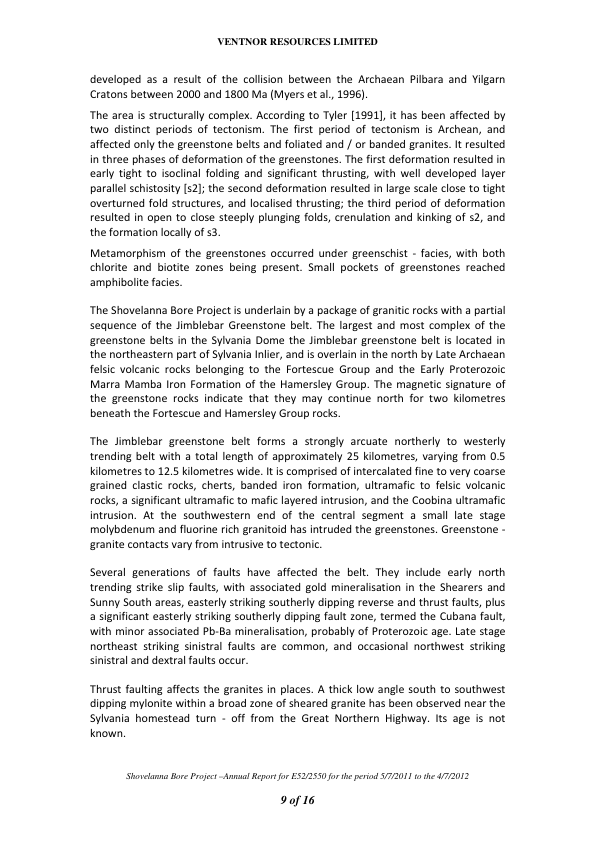 VENTNOR RESOURCES LIMITED
developed as a result of the collision between the Archaean Pilbara and Yilgarn
Cratons between 2000 and 1800 Ma (Myers et al., 1996).
The area is structurally complex. According to Tyler [1991], it has been affected by
two distinct periods of tectonism. The first period of tectonism is Archean, and
affected only the greenstone belts and foliated and / or banded granites. It resulted
in three phases of deformation of the greenstones. The first deformation resulted in
early tight to isoclinal folding and significant thrusting, with well developed layer
parallel schistosity [s2]; the second deformation resulted in large scale close to tight
overturned fold structures, and localised thrusting; the third period of deformation
resulted in open to close steeply plunging folds, crenulation and kinking of s2, and
the formation locally of s3.
Metamorphism of the greenstones occurred under greenschist - facies, with both
chlorite and biotite zones being present. Small pockets of greenstones reached
amphibolite facies.
The Shovelanna Bore Project is underlain by a package of granitic rocks with a partial
sequence of the Jimblebar Greenstone belt. The largest and most complex of the
greenstone belts in the Sylvania Dome the Jimblebar greenstone belt is located in
the northeastern part of Sylvania Inlier, and is overlain in the north by Late Archaean
felsic volcanic rocks belonging to the Fortescue Group and the Early Proterozoic
Marra Mamba Iron Formation of the Hamersley Group. The magnetic signature of
the greenstone rocks indicate that they may continue north for two kilometres
beneath the Fortescue and Hamersley Group rocks.
The Jimblebar greenstone belt forms a strongly arcuate northerly to westerly
trending belt with a total length of approximately 25 kilometres, varying from 0.5
kilometres to 12.5 kilometres wide. It is comprised of intercalated fine to very coarse
grained clastic rocks, cherts, banded iron formation, ultramafic to felsic volcanic
rocks, a significant ultramafic to mafic layered intrusion, and the Coobina ultramafic
intrusion. At the southwestern end of the central segment a small late stage
molybdenum and fluorine rich granitoid has intruded the greenstones. Greenstone -
granite contacts vary from intrusive to tectonic.
Several generations of faults have affected the belt. They include early north
trending strike slip faults, with associated gold mineralisation in the Shearers and
Sunny South areas, easterly striking southerly dipping reverse and thrust faults, plus
a significant easterly striking southerly dipping fault zone, termed the Cubana fault,
with minor associated Pb-Ba mineralisation, probably of Proterozoic age. Late stage
northeast striking sinistral faults are common, and occasional northwest striking
sinistral and dextral faults occur.
Thrust faulting affects the granites in places. A thick low angle south to southwest
dipping mylonite within a broad zone of sheared granite has been observed near the
Sylvania homestead turn - off from the Great Northern Highway. Its age is not
known.
Shovelanna Bore Project –Annual Report for E52/2550 for the period 5/7/2011 to the 4/7/2012
9 of 16